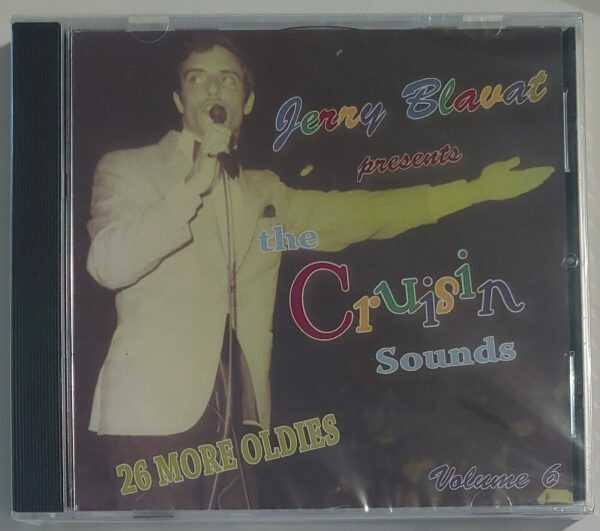 Jerry Blavat
presents
the
Cruisin
Sounds
26 MORE OLDIES
Volume 6